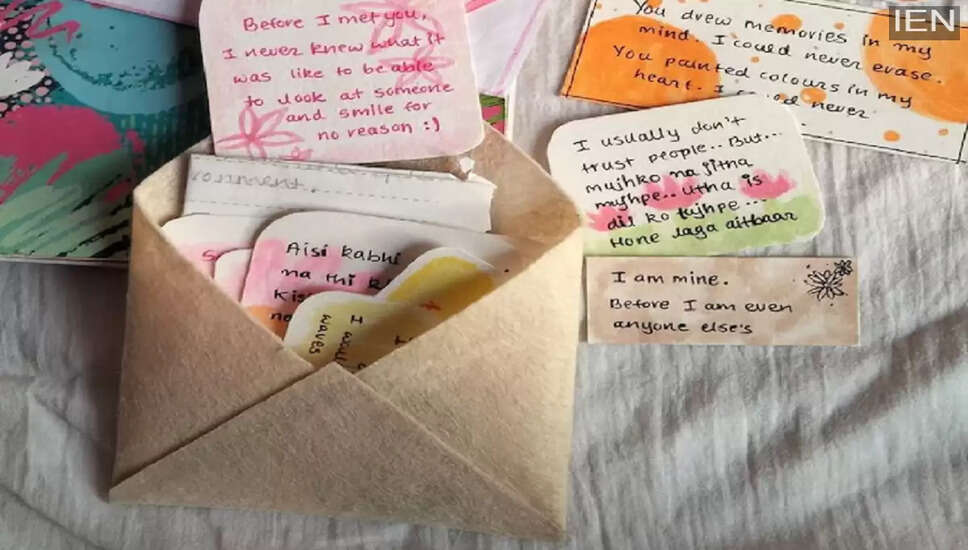 IEN
Before I met you,
I never knew what it
was like to be able
to look at someone
and smile for
no reason :)
You drew memories in my
mind. I could never erase.
You painted colours in my
heart. I never
I usually don't
trust people.. But...
mujhko na jitna
mujhpe.. utna is
dil ko tujhpe ...
Hone laga aitbaar
I am mine.
Before I am even
anyone else's
Aisi kabhi
na thi
waves